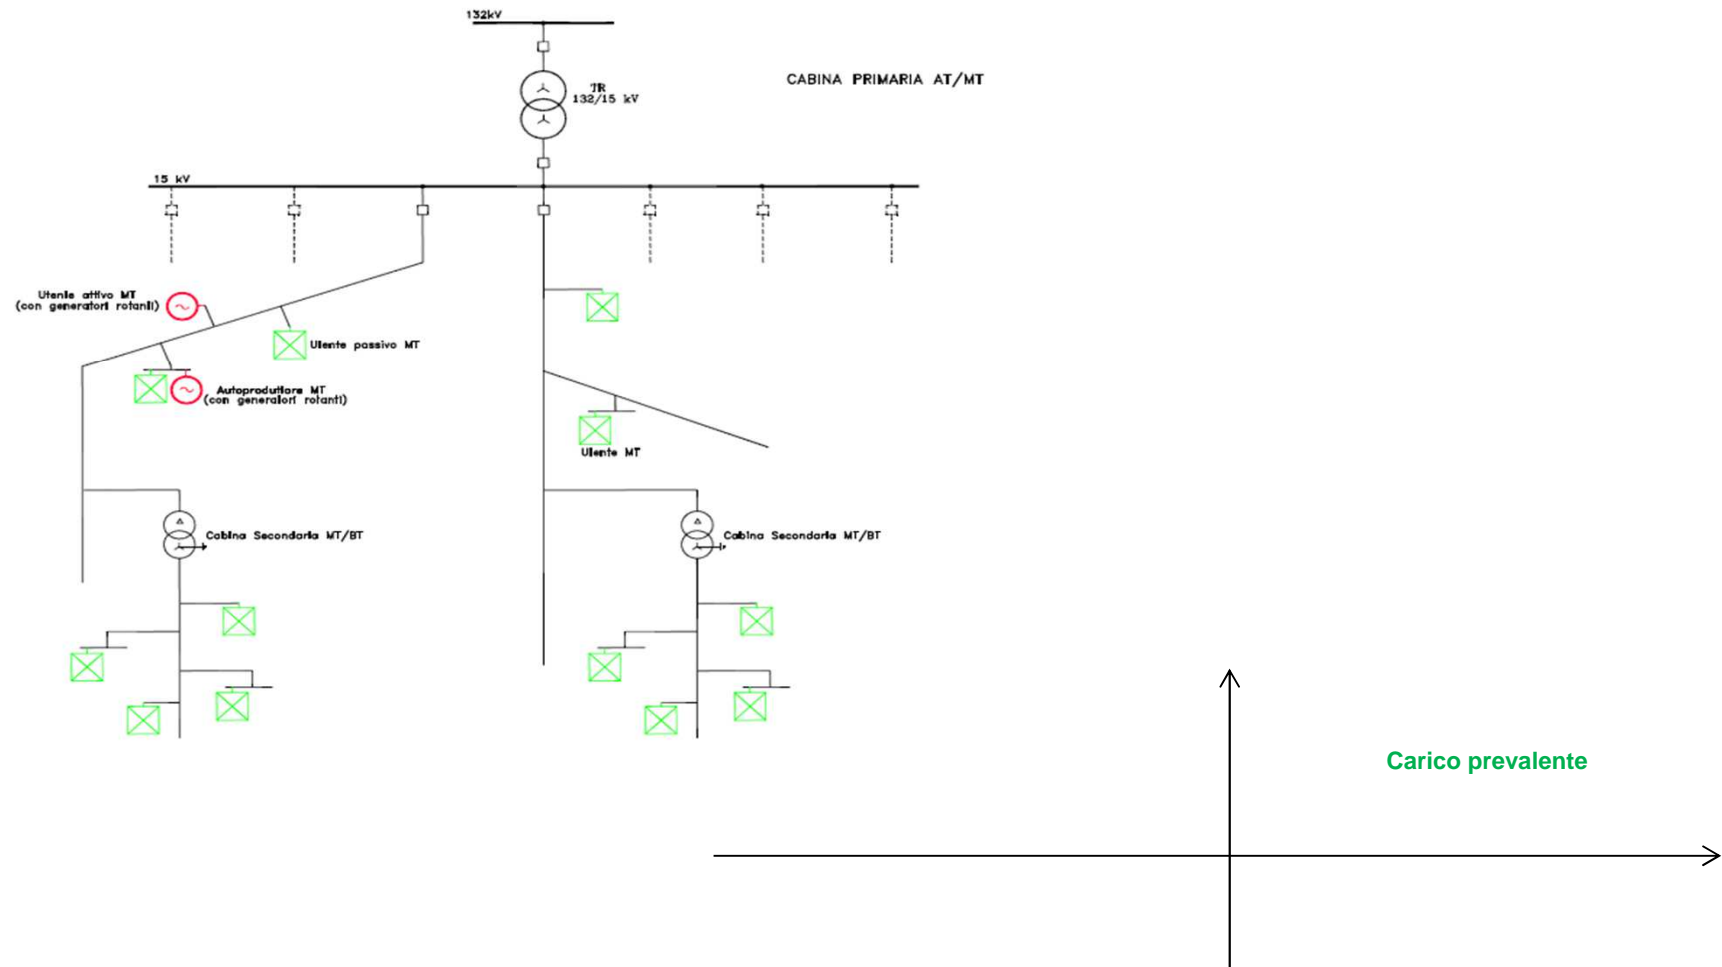 132kV
TR
132/15 kV
CABINA PRIMARIA AT/MT
15 kV
Utente attivo MT
(con generatori rotanti)
Utente passivo MT
Autoproduttore MT
(con generatori rotanti)
Utente MT
Cabina Secondaria MT/BT
Cabina Secondaria MT/BT
Carico prevalente